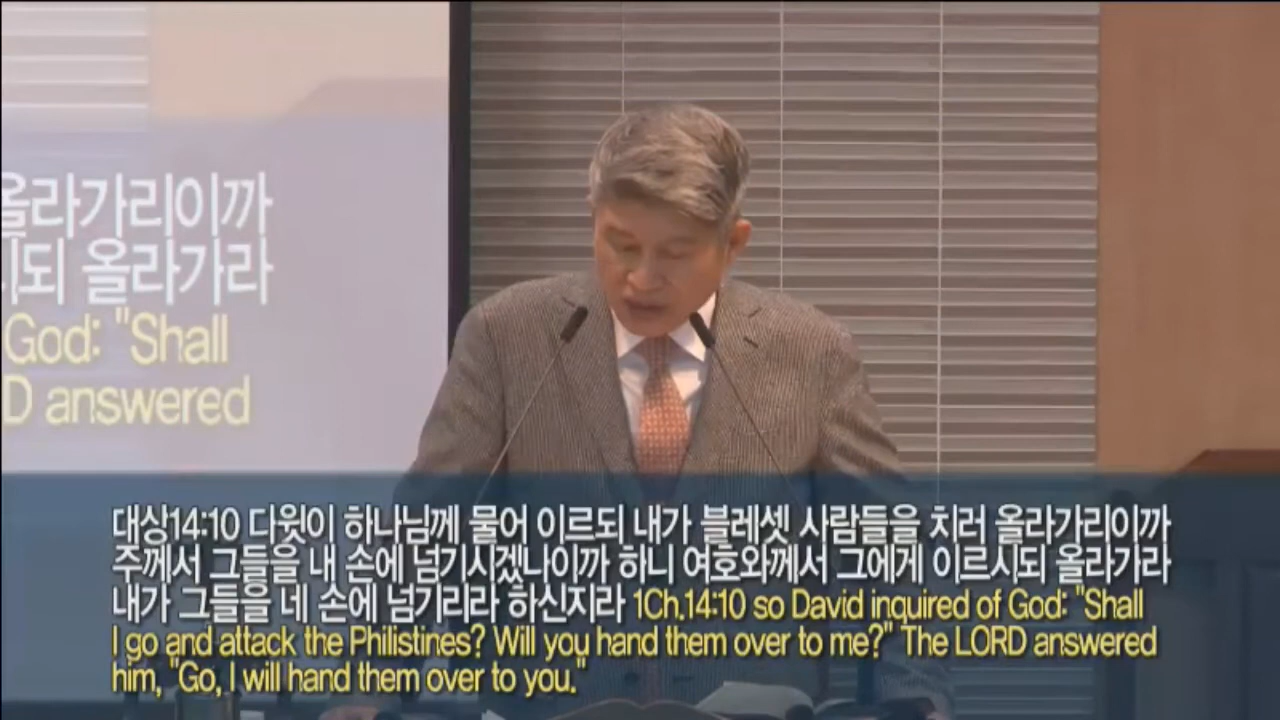 올라가리이까
되 올라가라
God: "Shall
D answered
대상14:10 다윗이 하나님께 물어 이르되 내가 블레셋 사람들을 치러 올라가리이까
주께서 그들을 내 손에 넘기시겠나이까 하니 여호와께서 그에게 이르시되 올라가라
내가 그들을 네 손에 넘기리라 하신지라 1Ch.14:10 so David inquired of God: "Shall
I go and attack the Philistines? Will you hand them over to me?" The LORD answered
him, "Go, I will hand them over to you."